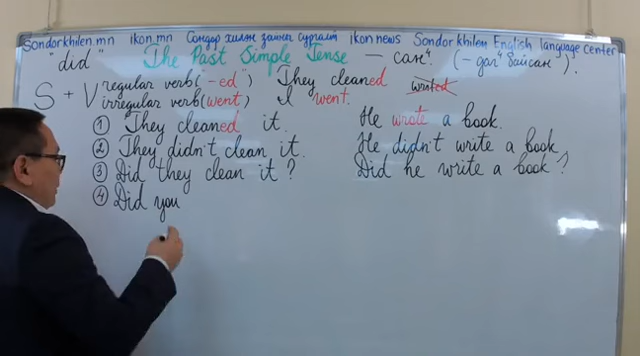 Sondorkhilen.mn ikon.mn Сондор хилэн зайны сургалт ikon news Sondor khilen English language center
"did" The Past Simple Tense — сан⁴. (-даг⁴ байсан).
S + V regular verb ("-ed") They cleaned writed
irregular verb (went) I went.
① They cleaned it. He wrote a book.
② They didn't clean it. He didn't write a book
③ Did they clean it? Did he write a book?
④ Did you